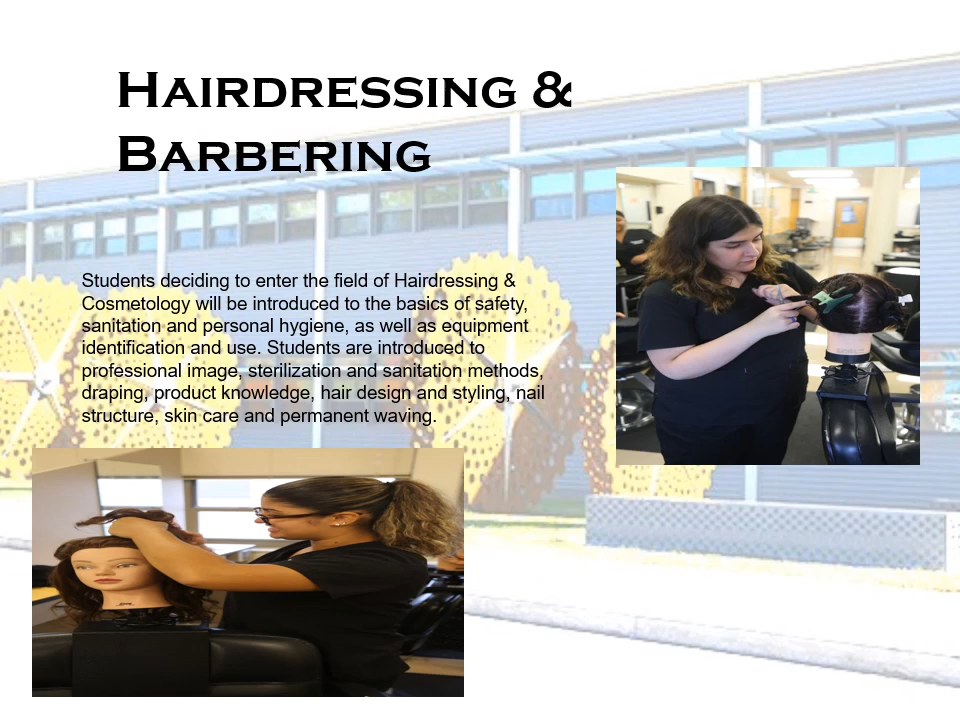 Hairdressing &
Barbering
Students deciding to enter the field of Hairdressing &
Cosmetology will be introduced to the basics of safety,
sanitation and personal hygiene, as well as equipment
identification and use. Students are introduced to
professional image, sterilization and sanitation methods,
draping, product knowledge, hair design and styling, nail
structure, skin care and permanent waving.